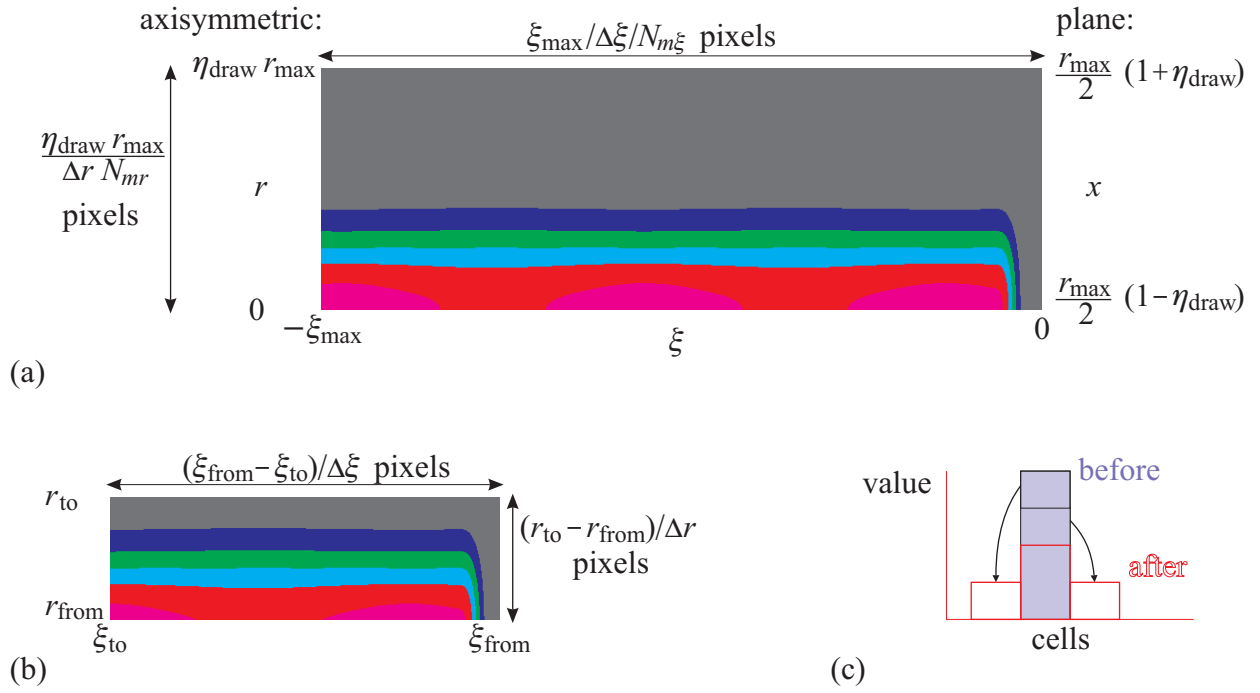 axisymmetric:
plane:
ξmax/Δξ/Nmξ pixels
ηdraw rmax
rmax/2 (1+ηdraw)
ηdraw rmax
Δr Nmr
pixels
r
x
0
rmax/2 (1−ηdraw)
−ξmax
ξ
0
(a)
(ξfrom−ξto)/Δξ pixels
rto
(rto−rfrom)/Δr
pixels
rfrom
ξto
ξfrom
(b)
value
before
after
cells
(c)